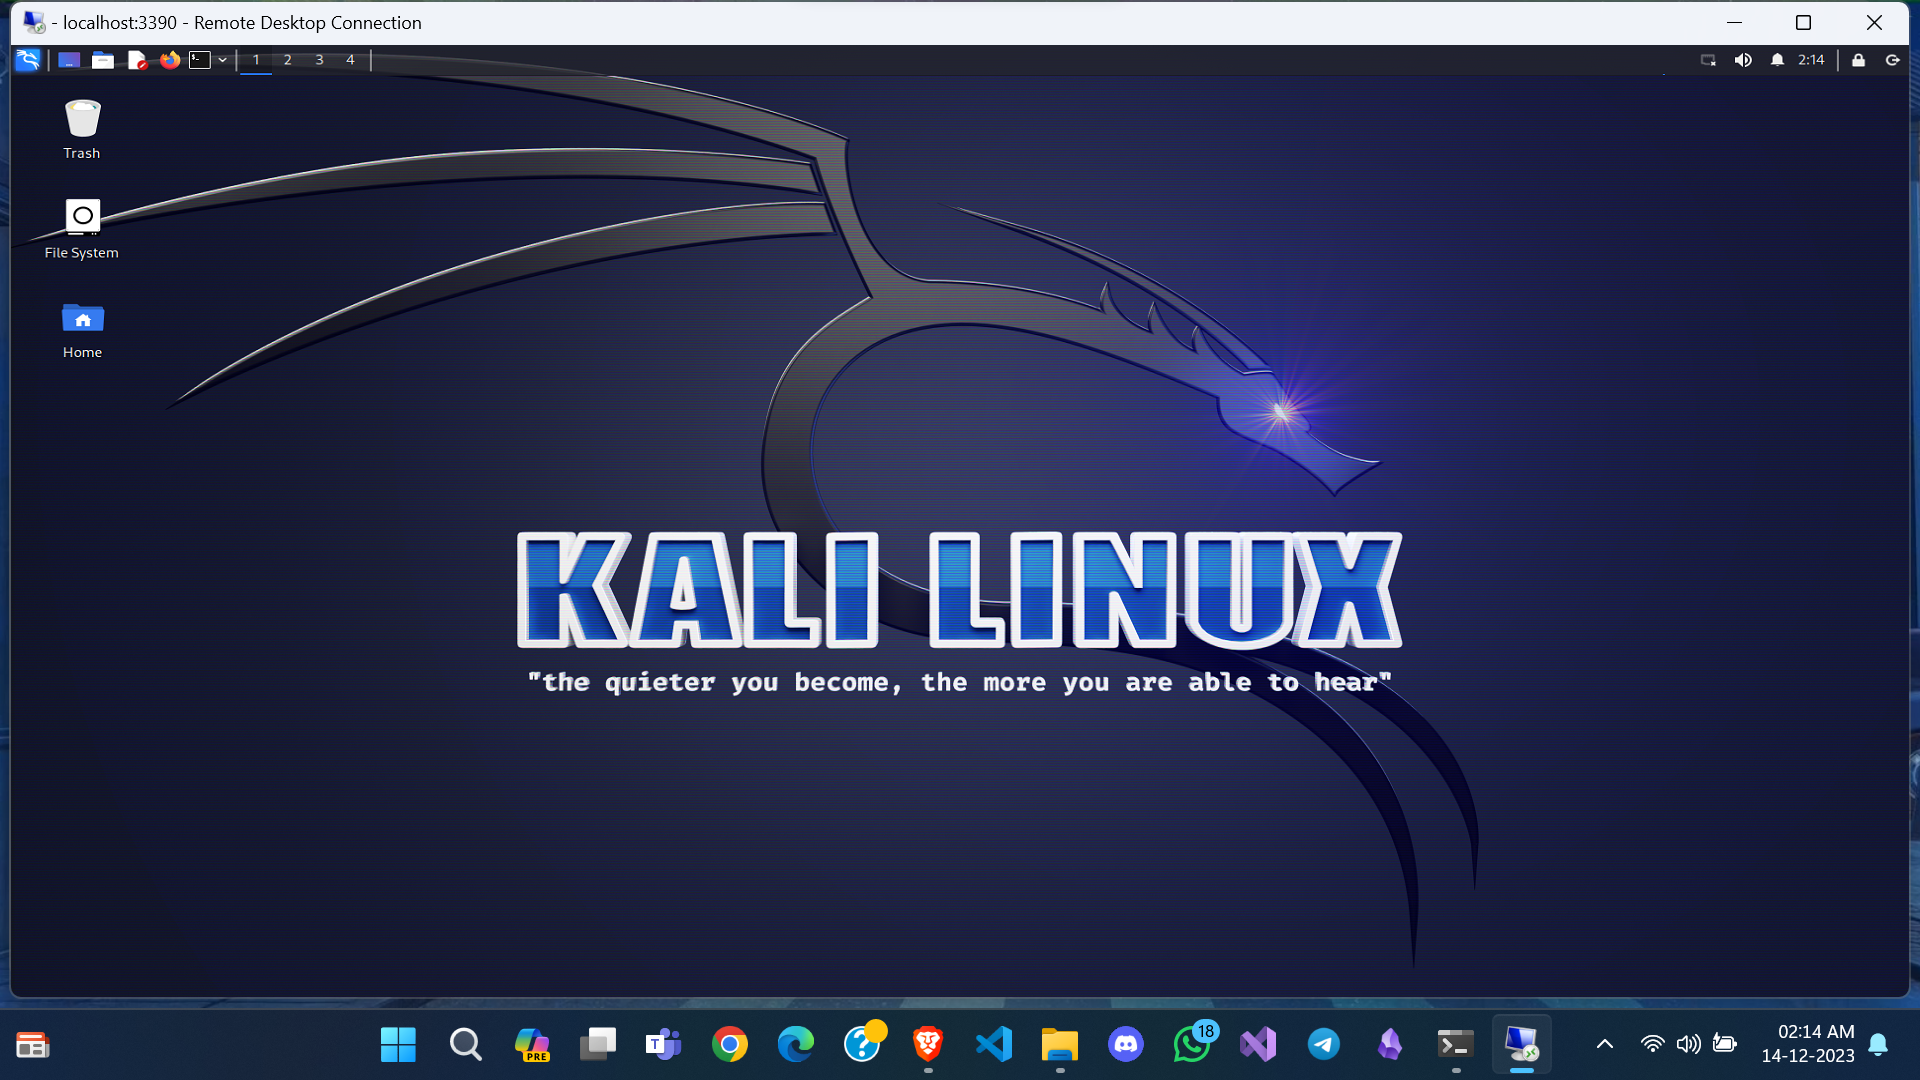 - localhost:3390 - Remote Desktop Connection
1 2 3 4
2:14
Trash
File System
Home
KALI LINUX
"the quieter you become, the more you are able to hear"
PRE
18
02:14 AM
14-12-2023